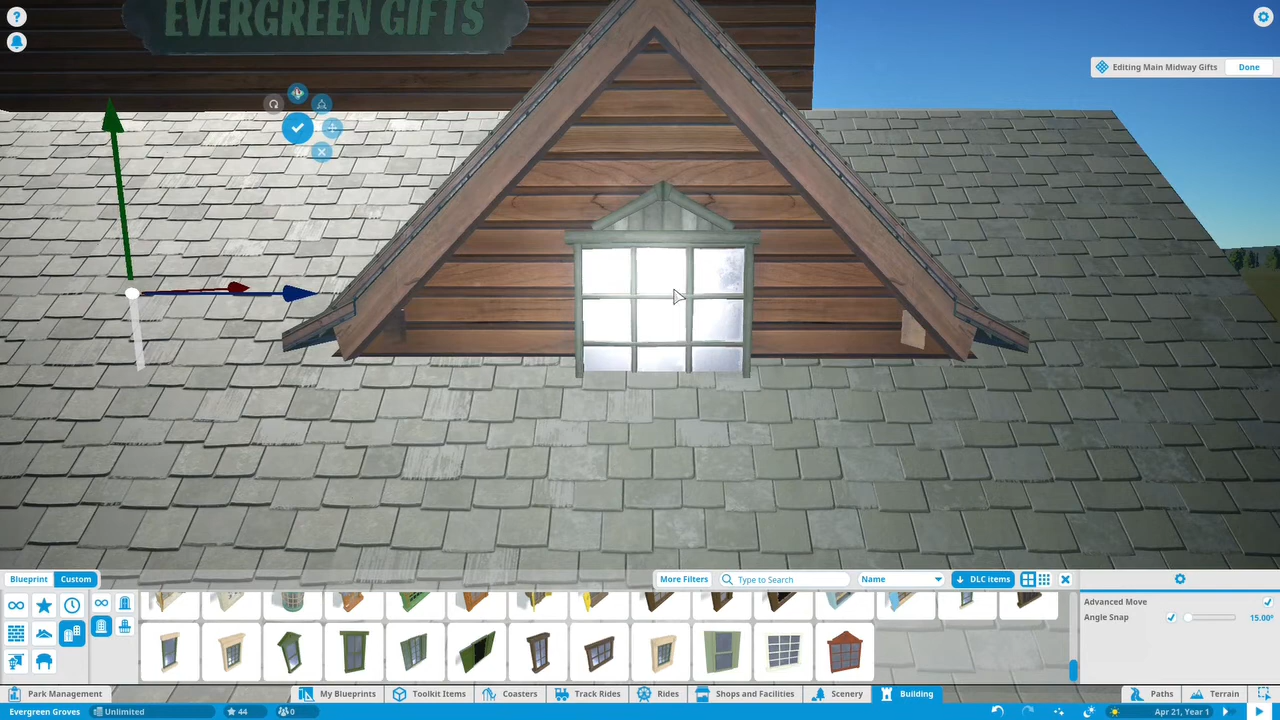 EVERGREEN GIFTS
Editing Main Midway Gifts
Done
Blueprint
Custom
More Filters
Type to Search
Name
DLC items
Advanced Move
Angle Snap
15.00°
Park Management
My Blueprints
Toolkit Items
Coasters
Track Rides
Rides
Shops and Facilities
Scenery
Building
Paths
Terrain
Evergreen Groves
Unlimited
44
0
Apr 21, Year 1